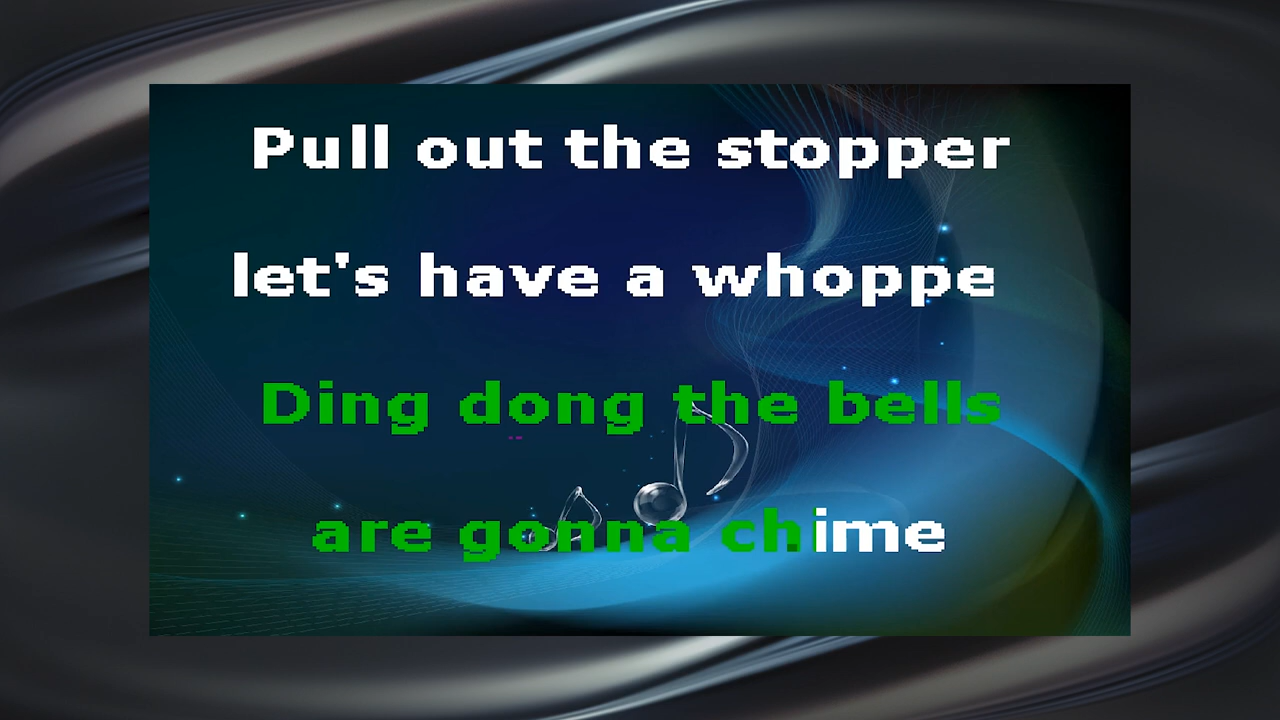 Pull out the stopper
let's have a whoppe
Ding dong the bells
are gonna chime